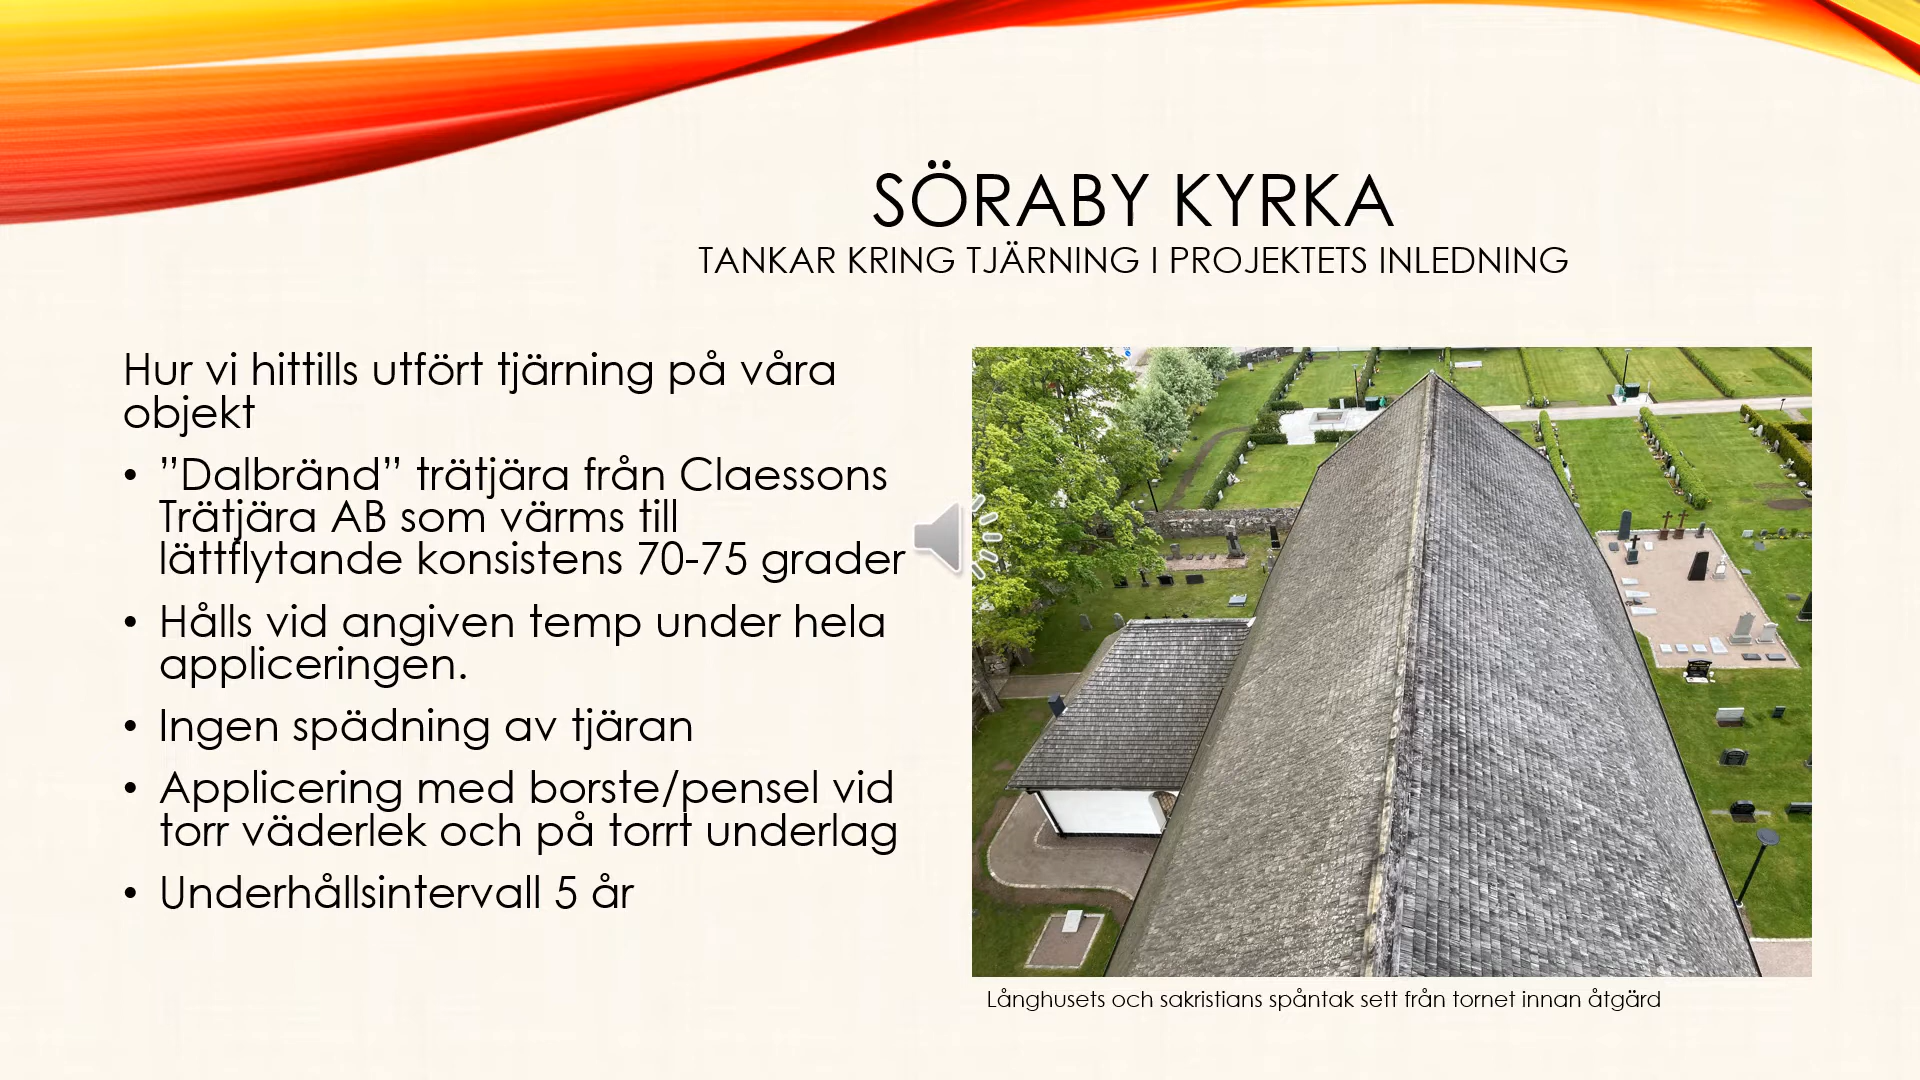 SÖRABY KYRKA
TANKAR KRING TJÄRNING I PROJEKTETS INLEDNING
Hur vi hittills utfört tjärning på våra
objekt
• ”Dalbränd” trätjära från Claessons
Trätjära AB som värms till
lättflytande konsistens 70-75 grader
• Hålls vid angiven temp under hela
appliceringen.
• Ingen spädning av tjäran
• Applicering med borste/pensel vid
torr väderlek och på torrt underlag
• Underhållsintervall 5 år
Långhusets och sakristians spåntak sett från tornet innan åtgärd